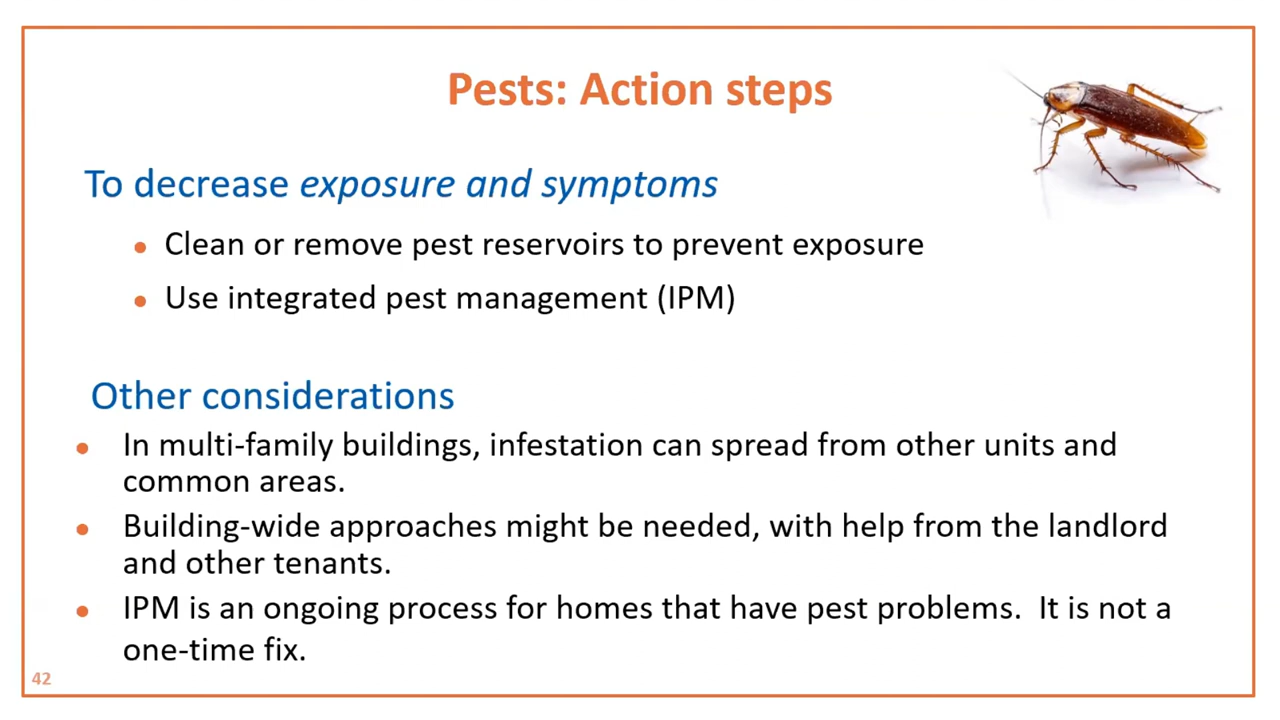 Pests: Action steps
To decrease exposure and symptoms
• Clean or remove pest reservoirs to prevent exposure
• Use integrated pest management (IPM)
Other considerations
• In multi-family buildings, infestation can spread from other units and
common areas.
• Building-wide approaches might be needed, with help from the landlord
and other tenants.
• IPM is an ongoing process for homes that have pest problems.  It is not a
one-time fix.
42